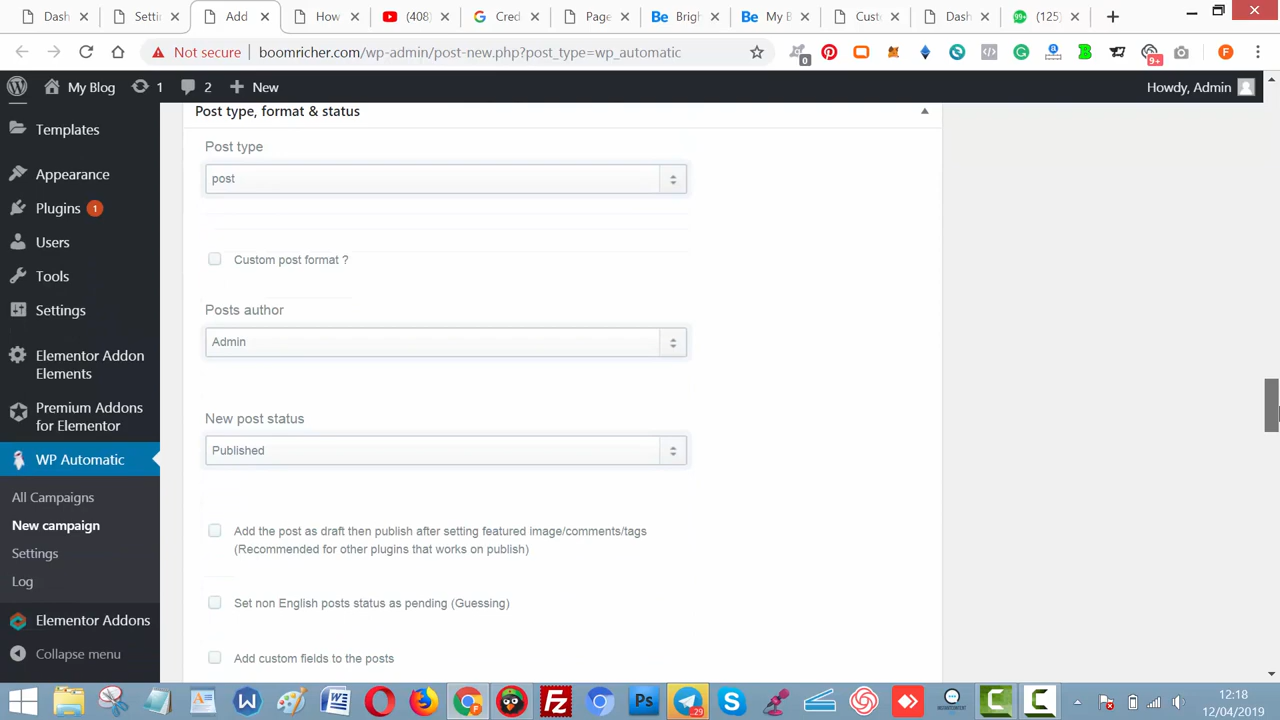 Dash
Setti
Add
How
(408)
Cred
Page
Brigh
My B
Cust
Dash
99+
(125)
Not secure
boomricher.com/wp-admin/post-new.php?post_type=wp_automatic
0
9+
F
My Blog
1
2
New
Howdy, Admin
Templates
Appearance
Plugins 1
Users
Tools
Settings
Elementor Addon
Elements
Premium Addons
for Elementor
WP Automatic
All Campaigns
New campaign
Settings
Log
Elementor Addons
Collapse menu
Post type, format & status
Post type
post
Custom post format ?
Posts author
Admin
New post status
Published
Add the post as draft then publish after setting featured image/comments/tags
(Recommended for other plugins that works on publish)
Set non English posts status as pending (Guessing)
Add custom fields to the posts
29
12:18
12/04/2019